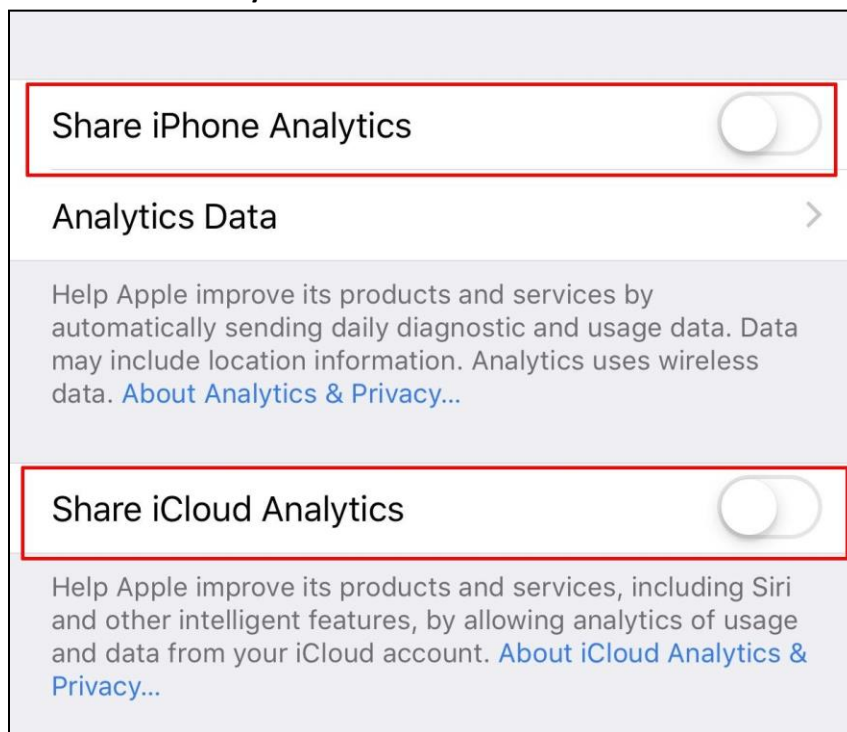 Share iPhone Analytics
Analytics Data
Help Apple improve its products and services by
automatically sending daily diagnostic and usage data. Data
may include location information. Analytics uses wireless
data. About Analytics & Privacy...
Share iCloud Analytics
Help Apple improve its products and services, including Siri
and other intelligent features, by allowing analytics of usage
and data from your iCloud account. About iCloud Analytics &
Privacy...